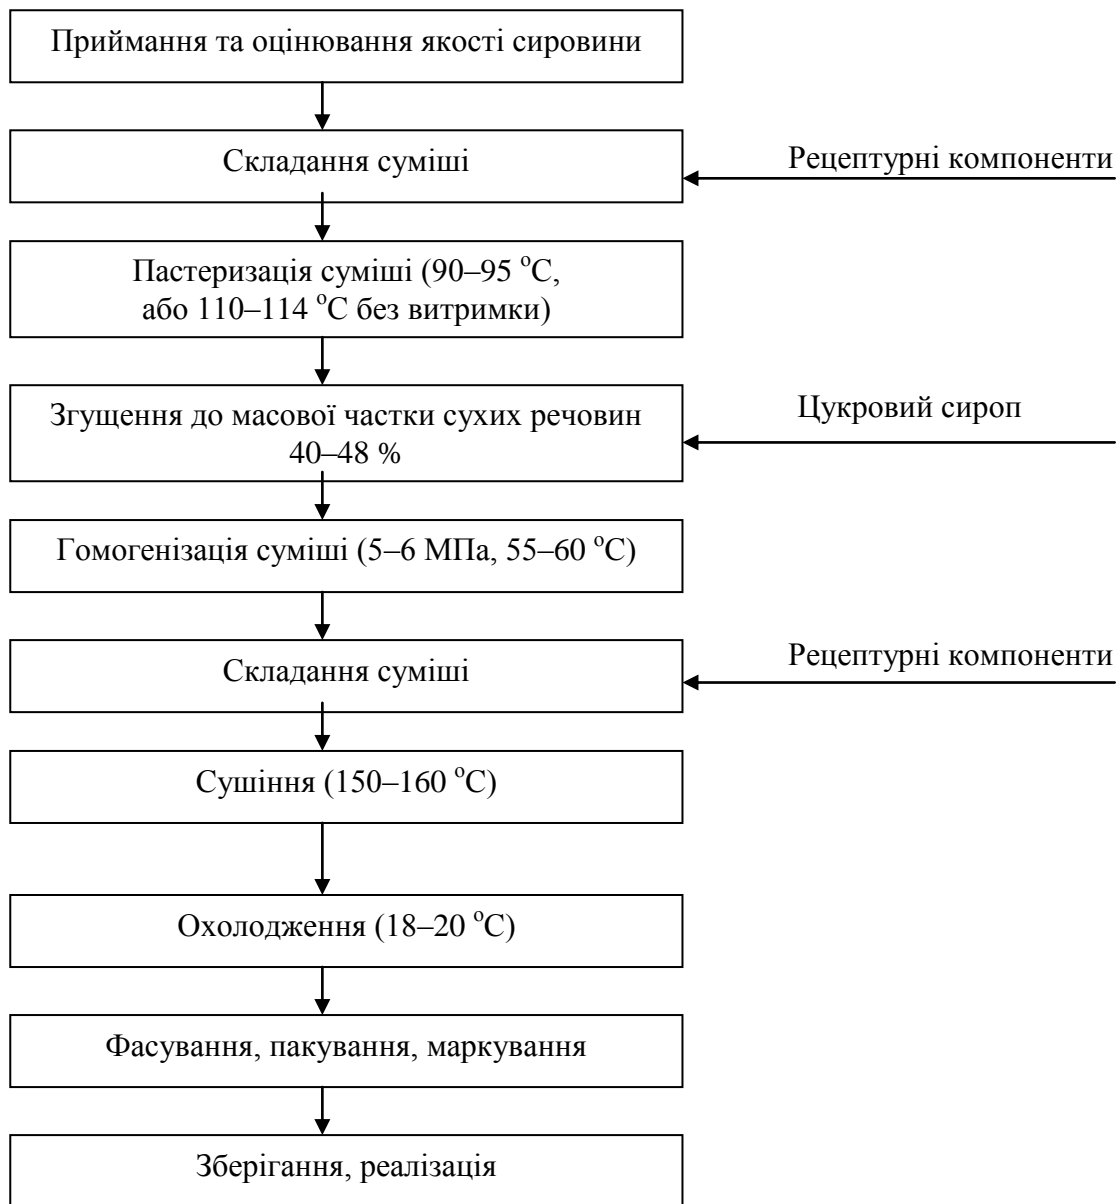 Приймання та оцінювання якості сировини
Складання суміші
Рецептурні компоненти
Пастеризація суміші (90–95 °С,
або 110–114 °С без витримки)
Згущення до масової частки сухих речовин
40–48 %
Цукровий сироп
Гомогенізація суміші (5–6 МПа, 55–60 °С)
Складання суміші
Рецептурні компоненти
Сушіння (150–160 °С)
Охолодження (18–20 °С)
Фасування, пакування, маркування
Зберігання, реалізація